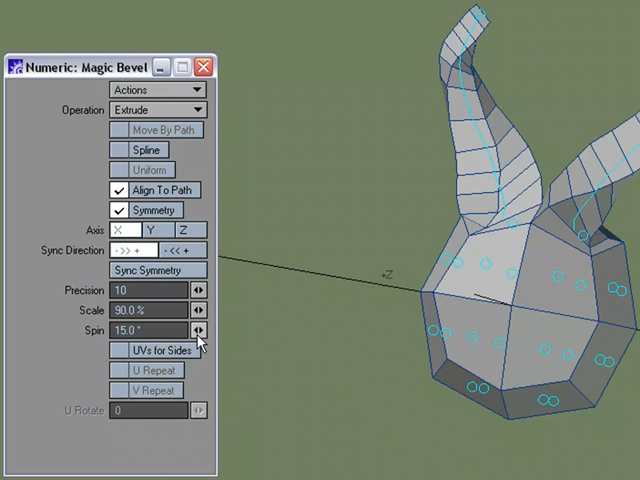 Numeric: Magic Bevel
Actions
Operation Extrude
Move By Path
Spline
Uniform
Align To Path
Symmetry
Axis X Y Z
Sync Direction ->> + -<< +
Sync Symmetry
Precision 10
Scale 90.0 %
Spin 15.0 °
UVs for Sides
U Repeat
V Repeat
U Rotate 0
+Z